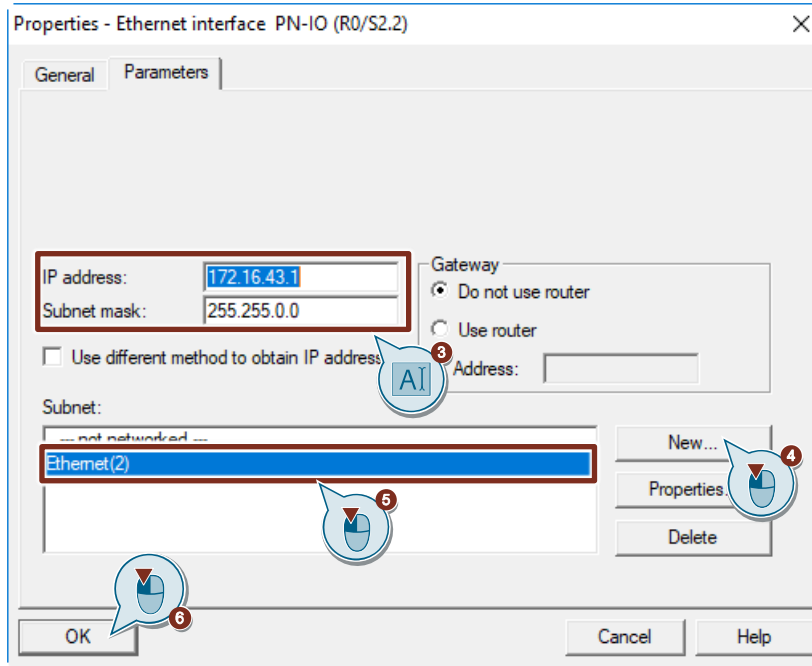 Properties - Ethernet interface PN-IO (R0/S2.2)
General Parameters
IP address: 172.16.43.1
Subnet mask: 255.255.0.0
Use different method to obtain IP address
Gateway
Do not use router
Use router
Address:
3
AI
Subnet:
--- not networked ---
Ethernet(2)
New...
4
Properties.
5
Delete
6
OK
Cancel
Help